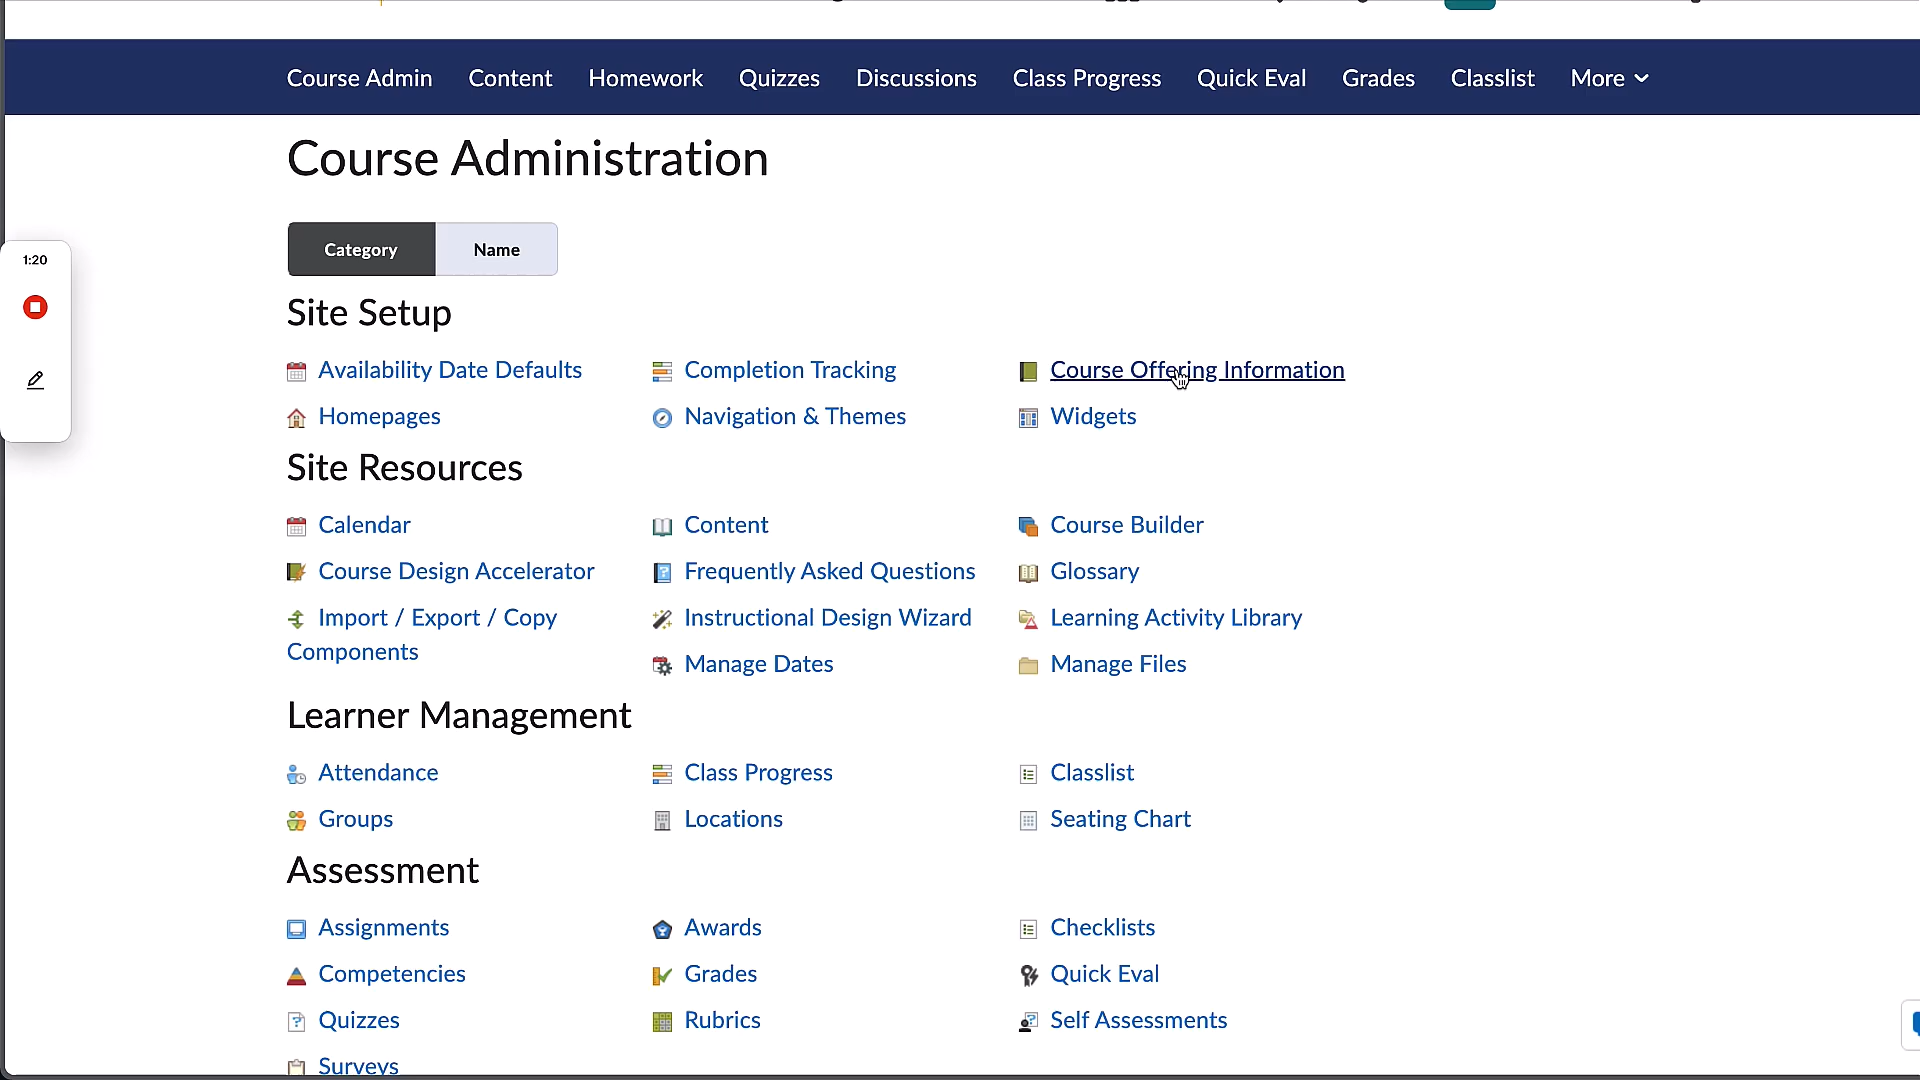 Course Admin Content Homework Quizzes Discussions Class Progress Quick Eval Grades Classlist More
Course Administration
Category Name
1:20
Site Setup
Availability Date Defaults Completion Tracking Course Offering Information
Homepages Navigation & Themes Widgets
Site Resources
Calendar Content Course Builder
Course Design Accelerator Frequently Asked Questions Glossary
Import / Export / Copy Instructional Design Wizard Learning Activity Library
Components
Manage Dates Manage Files
Learner Management
Attendance Class Progress Classlist
Groups Locations Seating Chart
Assessment
Assignments Awards Checklists
Competencies Grades Quick Eval
Quizzes Rubrics Self Assessments
Surveys